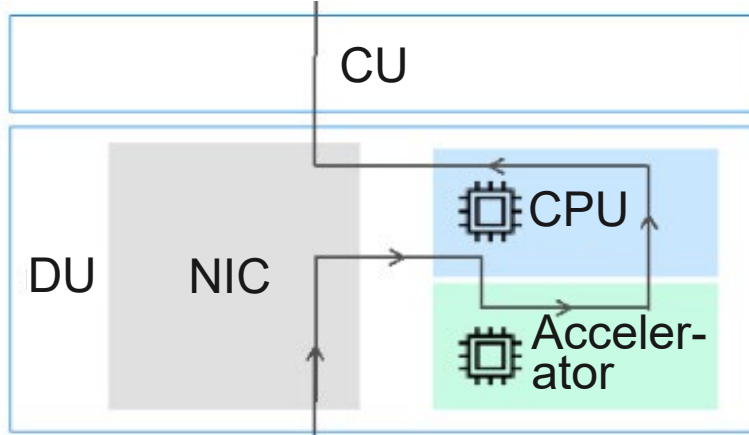 CU
DU
NIC
CPU
Acceler-
ator